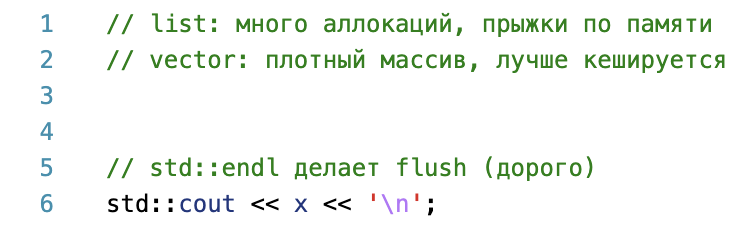 1 // list: много аллокаций, прыжки по памяти
2 // vector: плотный массив, лучше кешируется
3
4
5 // std::endl делает flush (дорого)
6 std::cout << x << '\n';